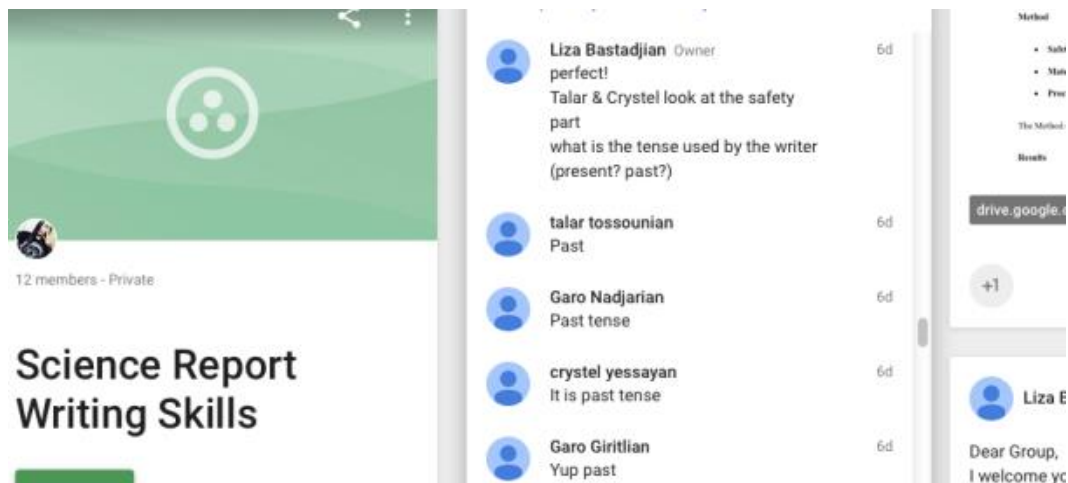 12 members - Private
Science Report
Writing Skills
Liza Bastadjian Owner 6d
perfect!
Talar & Crystel look at the safety
part
what is the tense used by the writer
(present? past?)
talar tossounian 6d
Past
Garo Nadjarian 6d
Past tense
crystel yessayan 6d
It is past tense
Garo Giritlian 6d
Yup past
Method
The Method
Results
drive.google.
+1
Liza
Dear Group,
I welcome